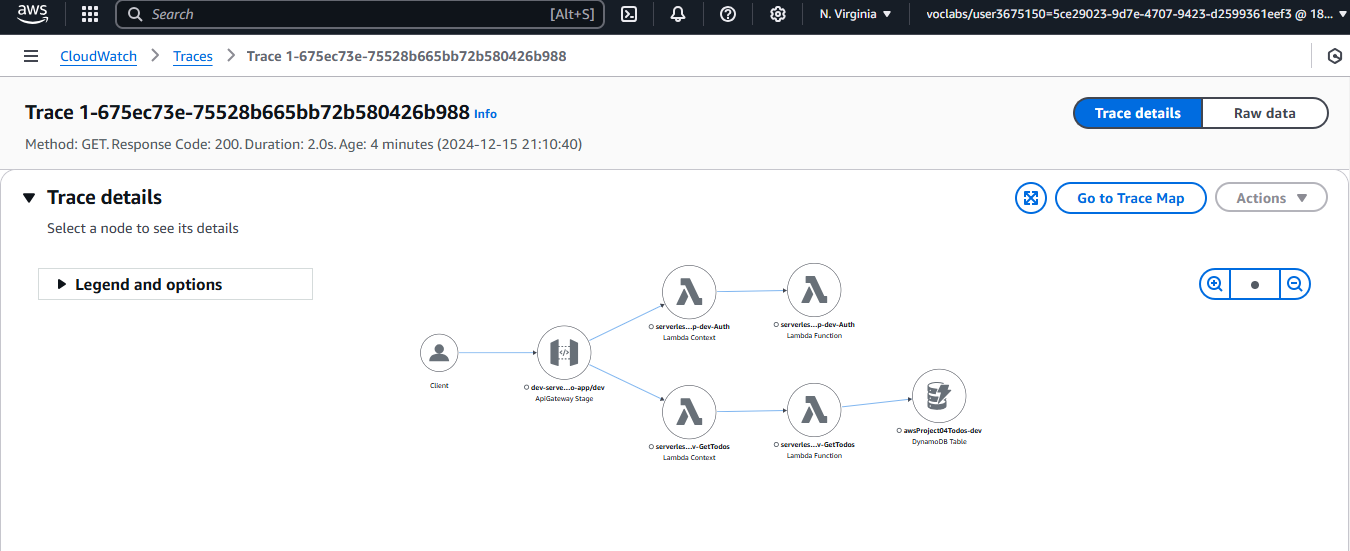 aws
Search [Alt+S]
N. Virginia
voclabs/user3675150=5ce29023-9d7e-4707-9423-d2599361eef3 @ 18...
CloudWatch
Traces
Trace 1-675ec73e-75528b665bb72b580426b988
Trace 1-675ec73e-75528b665bb72b580426b988 Info
Trace details
Raw data
Method: GET. Response Code: 200. Duration: 2.0s. Age: 4 minutes (2024-12-15 21:10:40)
Trace details
Go to Trace Map
Actions
Select a node to see its details
Legend and options
serverles...p-dev-Auth
Lambda Context
serverles...p-dev-Auth
Lambda Function
Client
dev-serve...o-app/dev
ApiGateway Stage
serverles...v-GetTodos
Lambda Context
serverles...v-GetTodos
Lambda Function
awsProject04Todos-dev
DynamoDB Table